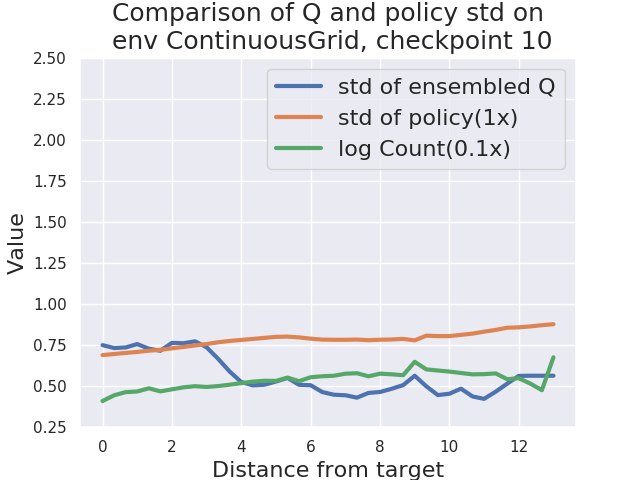 Comparison of Q and policy std on
env ContinuousGrid, checkpoint 10
2.50
2.25
2.00
1.75
1.50
1.25
1.00
0.75
0.50
0.25
Value
std of ensembled Q
std of policy(1x)
log Count(0.1x)
0 2 4 6 8 10 12
Distance from target